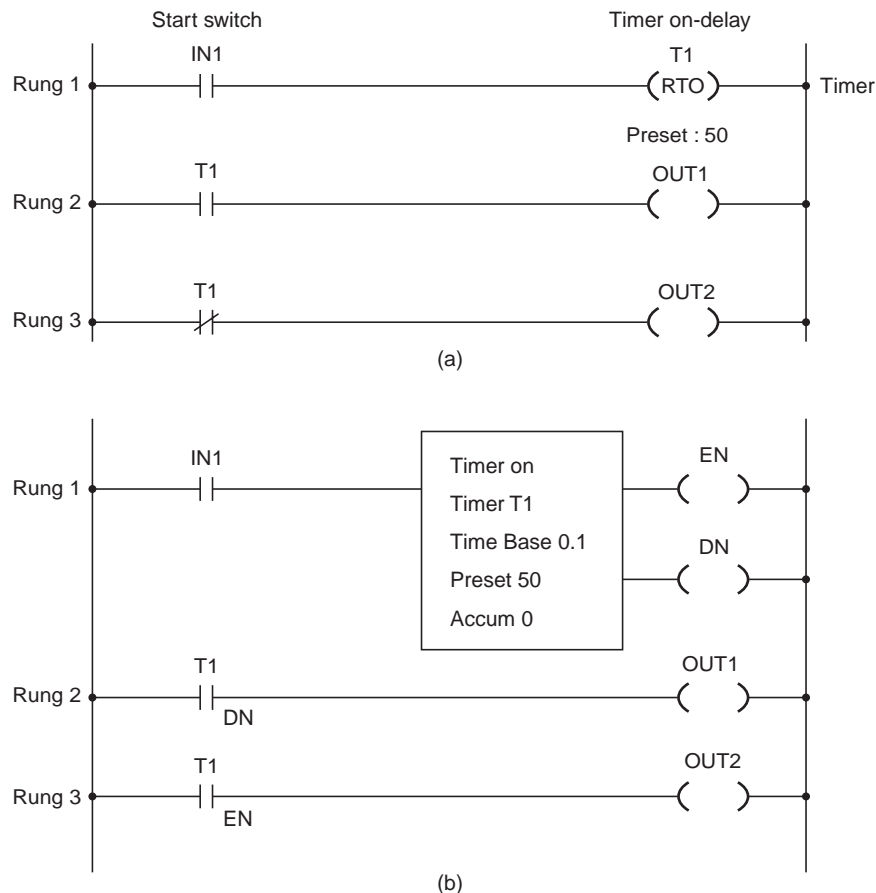 Start switch Timer on-delay
IN1 T1
Rung 1 RTO Timer
Preset : 50
T1 OUT1
Rung 2
T1 OUT2
Rung 3
(a)
IN1 EN
Rung 1
Timer on
Timer T1
Time Base 0.1
DN
Preset 50
Accum 0
T1 OUT1
Rung 2
DN
T1 OUT2
Rung 3
EN
(b)